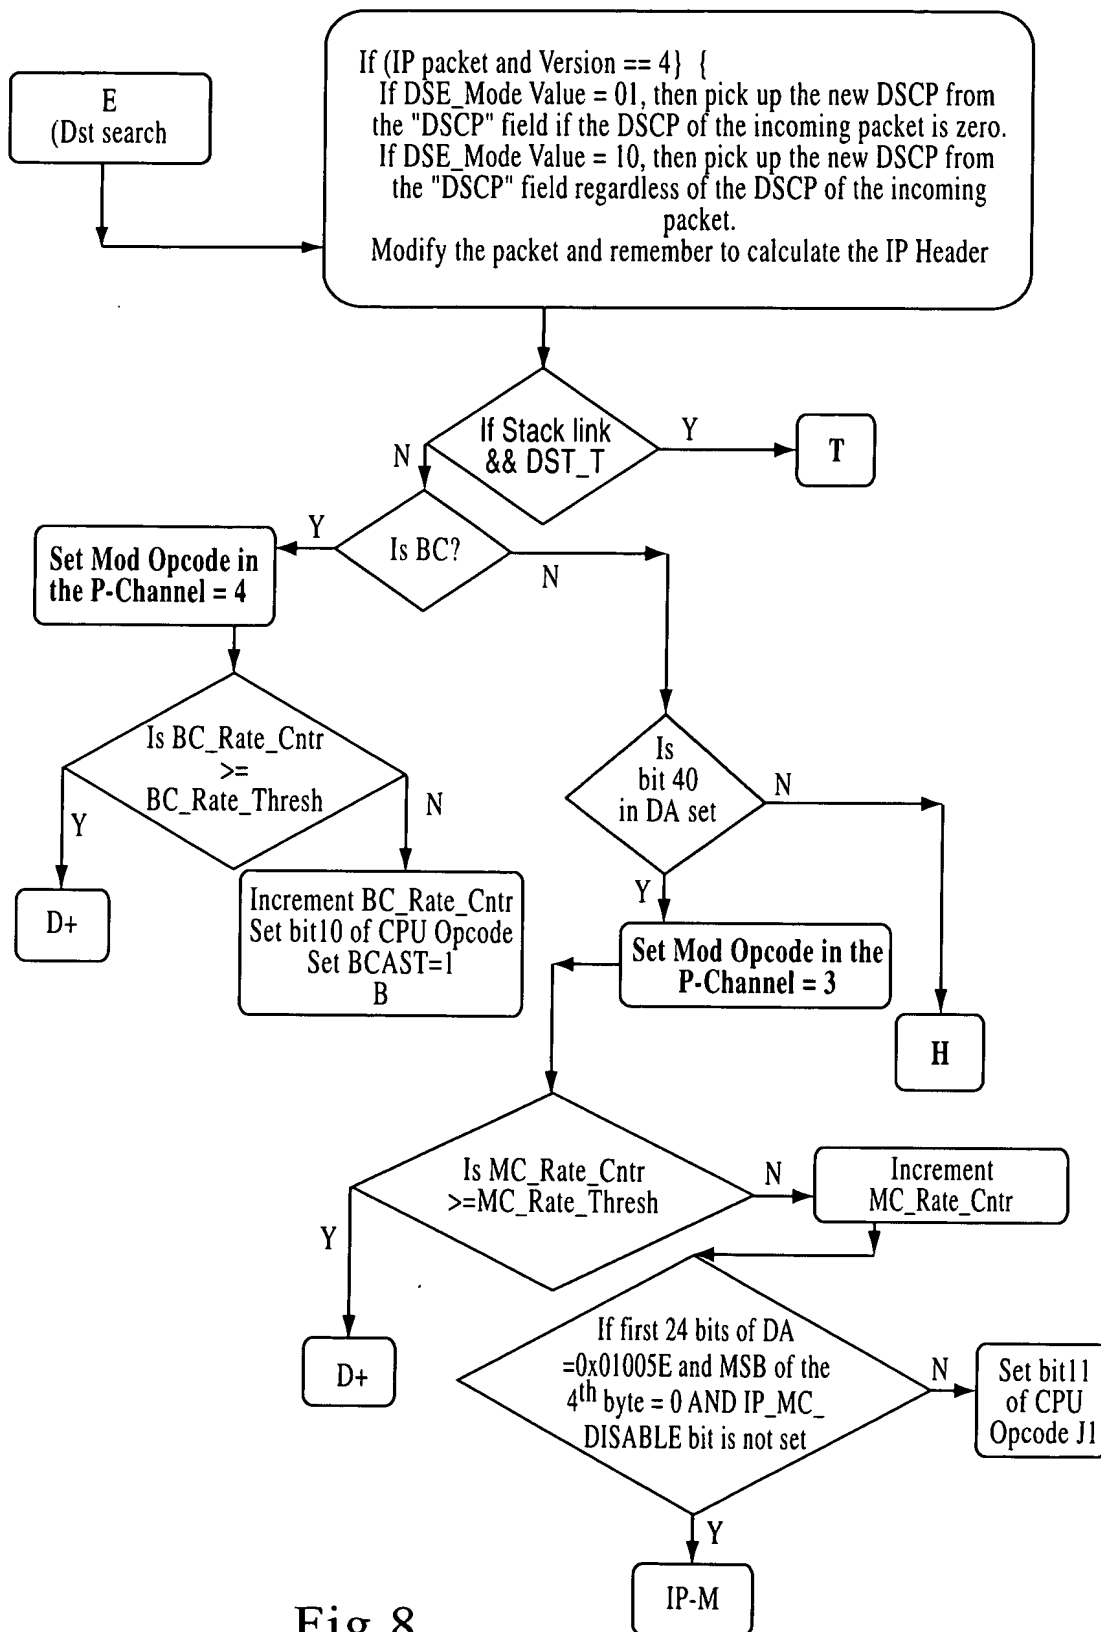 E
(Dst search
If (IP packet and Version == 4} {
If DSE_Mode Value = 01, then pick up the new DSCP from
the "DSCP" field if the DSCP of the incoming packet is zero.
If DSE_Mode Value = 10, then pick up the new DSCP from
the "DSCP" field regardless of the DSCP of the incoming
packet.
Modify the packet and remember to calculate the IP Header
If Stack link
&& DST_T
Y
T
N
Is BC?
Y
Set Mod Opcode in
the P-Channel = 4
N
Is BC_Rate_Cntr
>=
BC_Rate_Thresh
Y
D+
N
Increment BC_Rate_Cntr
Set bit10 of CPU Opcode
Set BCAST=1
B
Is
bit 40
in DA set
N
H
Y
Set Mod Opcode in the
P-Channel = 3
Is MC_Rate_Cntr
>=MC_Rate_Thresh
N
Increment
MC_Rate_Cntr
Y
D+
If first 24 bits of DA
=0x01005E and MSB of the
4th byte = 0 AND IP_MC_
DISABLE bit is not set
N
Set bit11
of CPU
Opcode J1
Y
IP-M
Fig.8